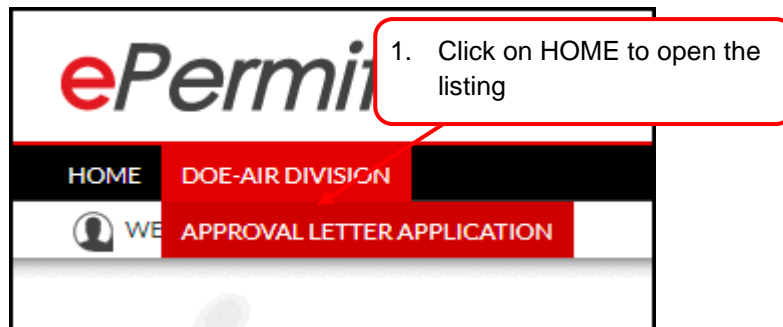 ePermit
1. Click on HOME to open the
listing
HOME DOE-AIR DIVISION
WE APPROVAL LETTER APPLICATION